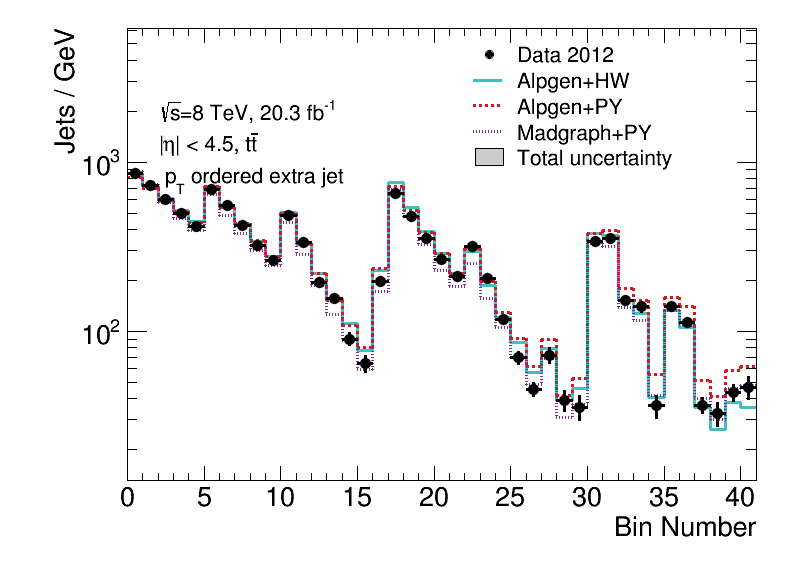 Jets / GeV
Data 2012
Alpgen+HW
Alpgen+PY
Madgraph+PY
Total uncertainty
√s=8 TeV, 20.3 fb⁻¹
|η| < 4.5, tt̄
p_T ordered extra jet
10³
10²
0 5 10 15 20 25 30 35 40
Bin Number